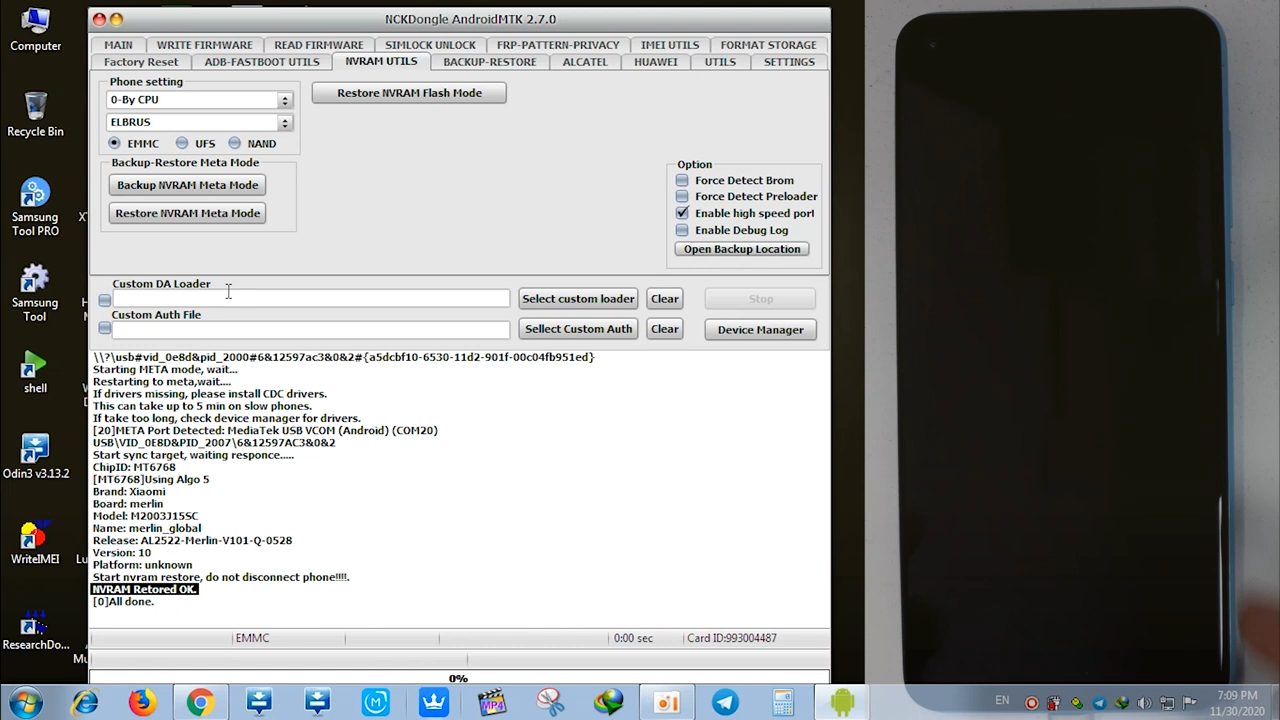 NCKDongle AndroidMTK 2.7.0
MAIN
WRITE FIRMWARE
READ FIRMWARE
SIMLOCK UNLOCK
FRP-PATTERN-PRIVACY
IMEI UTILS
FORMAT STORAGE
Factory Reset
ADB-FASTBOOT UTILS
NVRAM UTILS
BACKUP-RESTORE
ALCATEL
HUAWEI
UTILS
SETTINGS
Phone setting
0-By CPU
ELBRUS
EMMC
UFS
NAND
Restore NVRAM Flash Mode
Backup-Restore Meta Mode
Backup NVRAM Meta Mode
Restore NVRAM Meta Mode
Option
Force Detect Brom
Force Detect Preloader
Enable high speed port
Enable Debug Log
Open Backup Location
Custom DA Loader
Select custom loader
Clear
Stop
Custom Auth File
Sellect Custom Auth
Clear
Device Manager
\\?\usb#vid_0e8d&pid_2000#6&12597ac3&0&2#{a5dcbf10-6530-11d2-901f-00c04fb951ed}
Starting META mode, wait...
Restarting to meta,wait....
If drivers missing, please install CDC drivers.
This can take up to 5 min on slow phones.
If take too long, check device manager for drivers.
[20]META Port Detected: MediaTek USB VCOM (Android) (COM20)
USB\VID_0E8D&PID_2007\6&12597AC3&0&2
Start sync target, waiting responce.....
ChipID: MT6768
[MT6768]Using Algo 5
Brand: Xiaomi
Board: merlin
Model: M2003J15SC
Name: merlin_global
Release: AL2522-Merlin-V101-Q-0528
Version: 10
Platform: unknown
Start nvram restore, do not disconnect phone!!!!.
NVRAM Retored OK.
[0]All done.
EMMC
0:00 sec
Card ID:993004487
0%
Computer
Recycle Bin
Samsung
Tool PRO
Samsung
Tool
shell
Odin3 v3.13.2
WriteIMEI
ResearchDo...
EN
7:09 PM
11/30/2020